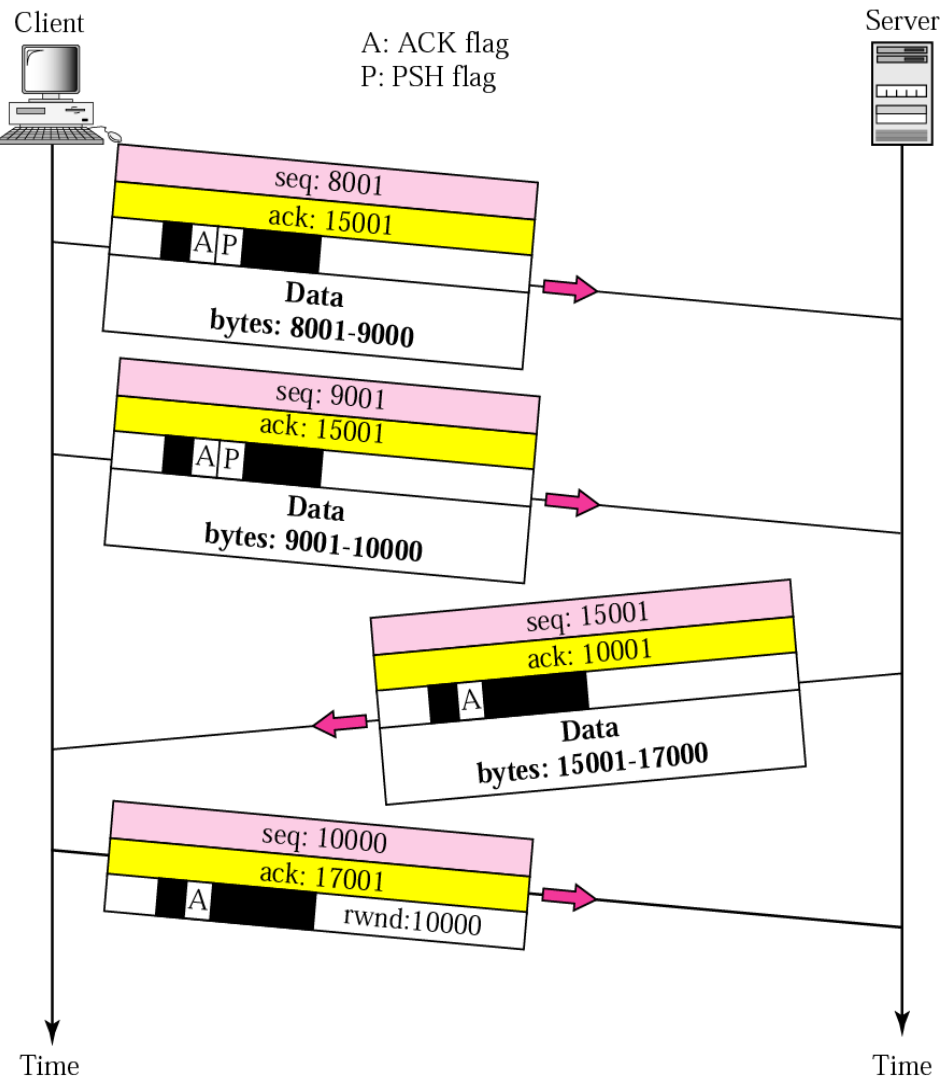 Client
Server
A: ACK flag
P: PSH flag
seq: 8001
ack: 15001
A P
Data
bytes: 8001-9000
seq: 9001
ack: 15001
A P
Data
bytes: 9001-10000
seq: 15001
ack: 10001
A
Data
bytes: 15001-17000
seq: 10000
ack: 17001
A rwnd:10000
Time
Time